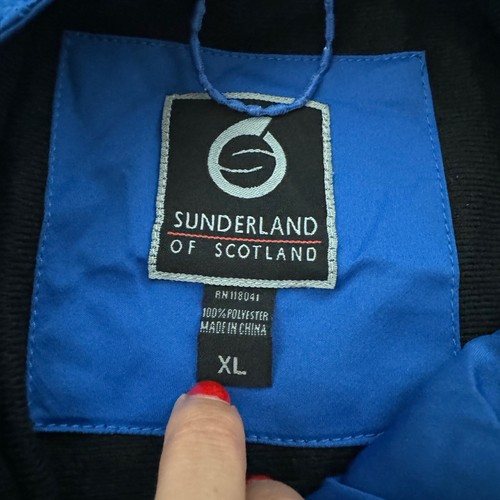 SUNDERLAND
OF SCOTLAND
RN118041
100% POLYESTER
MADE IN CHINA
XL